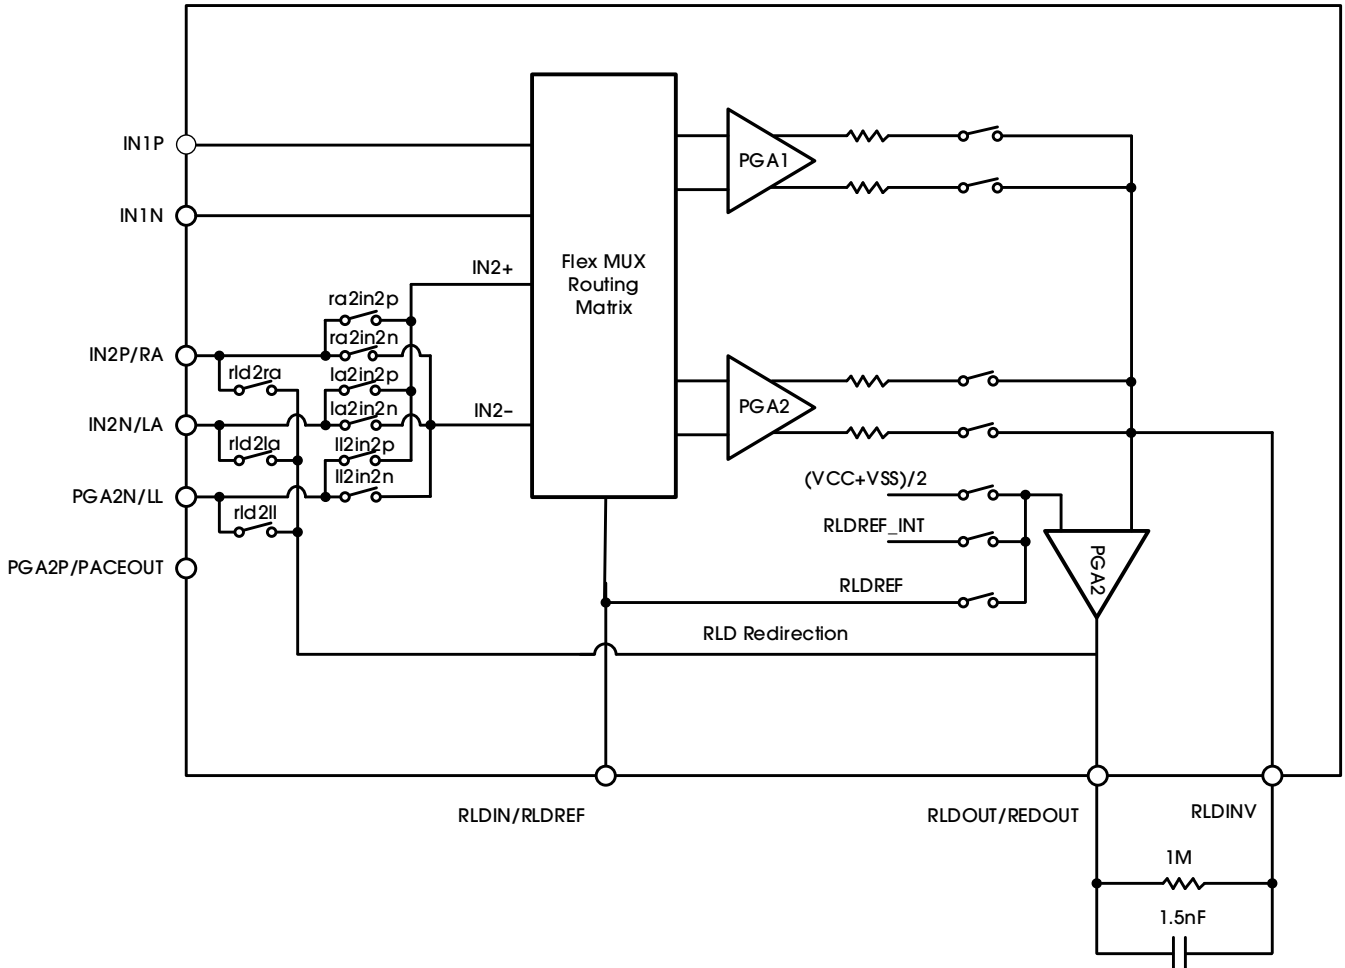 IN1P
IN1N
IN2+
ra2in2p
ra2in2n
IN2P/RA
rld2ra
la2in2p
la2in2n
IN2N/LA
IN2-
rld2la
ll2in2p
ll2in2n
PGA2N/LL
rld2ll
PGA2P/PACEOUT
Flex MUX
Routing
Matrix
PGA1
PGA2
(VCC+VSS)/2
RLDREF_INT
RLDREF
PGA2
RLD Redirection
RLDIN/RLDREF
RLDOUT/REDOUT
RLDINV
1M
1.5nF